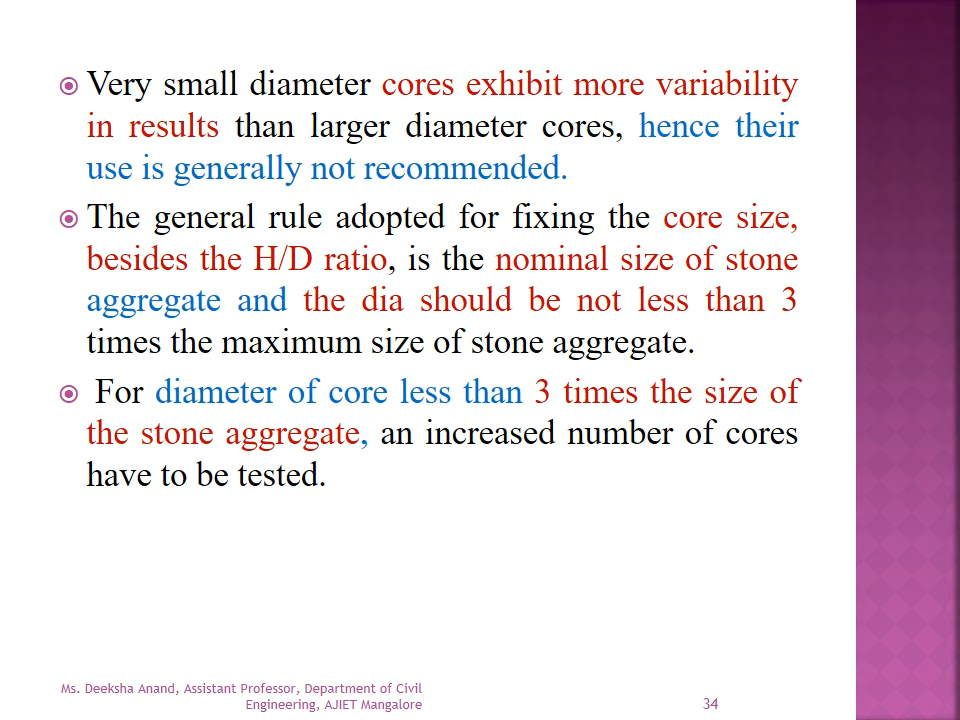 Very small diameter cores exhibit more variability
in results than larger diameter cores, hence their
use is generally not recommended.
The general rule adopted for fixing the core size,
besides the H/D ratio, is the nominal size of stone
aggregate and the dia should be not less than 3
times the maximum size of stone aggregate.
For diameter of core less than 3 times the size of
the stone aggregate, an increased number of cores
have to be tested.
Ms. Deeksha Anand, Assistant Professor, Department of Civil
Engineering, AJIET Mangalore
34